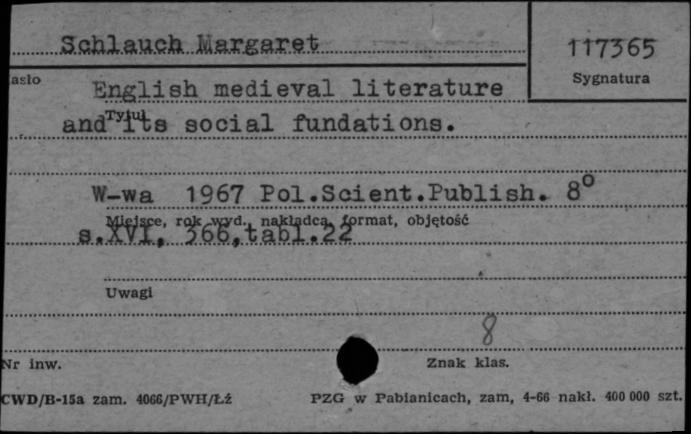 Schlauch Margaret
117365
Sygnatura
asło
English medieval literature
Tytuł
and its social fundations.
W-wa 1967 Pol.Scient.Publish. 8⁰
Miejsce, rok wyd., nakładca, format, objętość
s.XVI, 366,tabl.22
Uwagi
8
Nr inw.
Znak klas.
CWD/B-15a zam. 4066/PWH/Łź
PZG w Pabianicach, zam, 4-66 nakł. 400 000 szt.